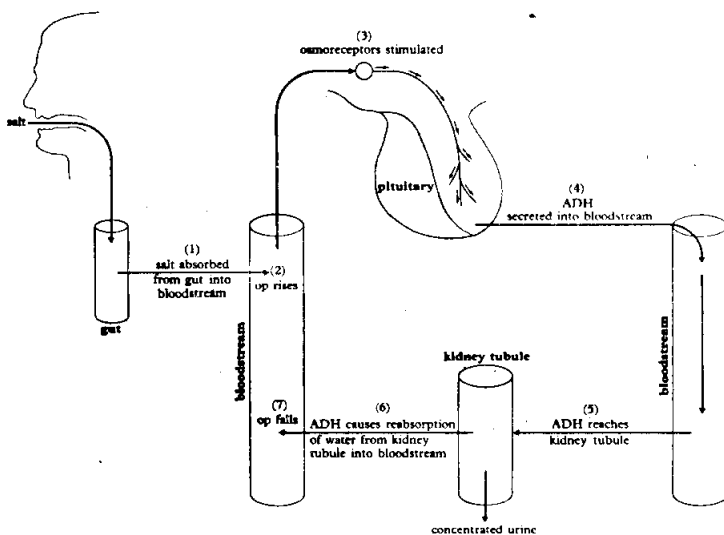 (3)
osmoreceptors stimulated
salt
pituitary
(4)
ADH
secreted into bloodstream
(1)
salt absorbed
from gut into
bloodstream
(2)
op rises
gut
bloodstream
kidney tubule
bloodstream
(7)
op falls
(6)
ADH causes reabsorption
of water from kidney
tubule into bloodstream
(5)
ADH reaches
kidney tubule
concentrated urine